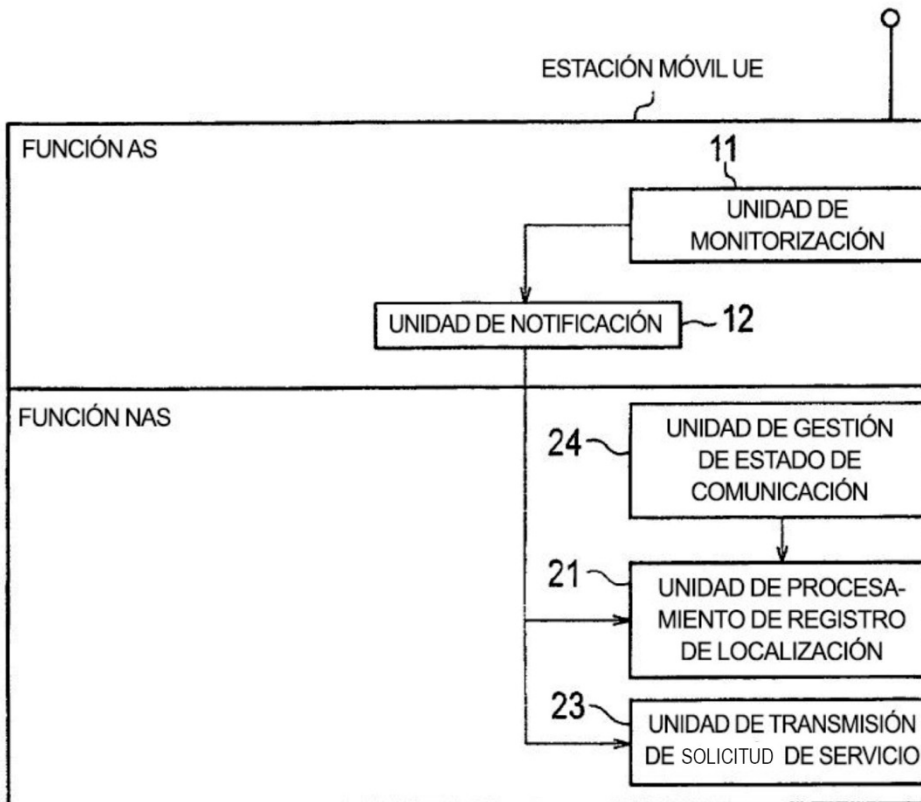 ESTACIÓN MÓVIL UE
FUNCIÓN AS
11
UNIDAD DE
MONITORIZACIÓN
UNIDAD DE NOTIFICACIÓN
12
FUNCIÓN NAS
24
UNIDAD DE GESTIÓN
DE ESTADO DE
COMUNICACIÓN
21
UNIDAD DE PROCESA-
MIENTO DE REGISTRO
DE LOCALIZACIÓN
23
UNIDAD DE TRANSMISIÓN
DE SOLICITUD DE SERVICIO